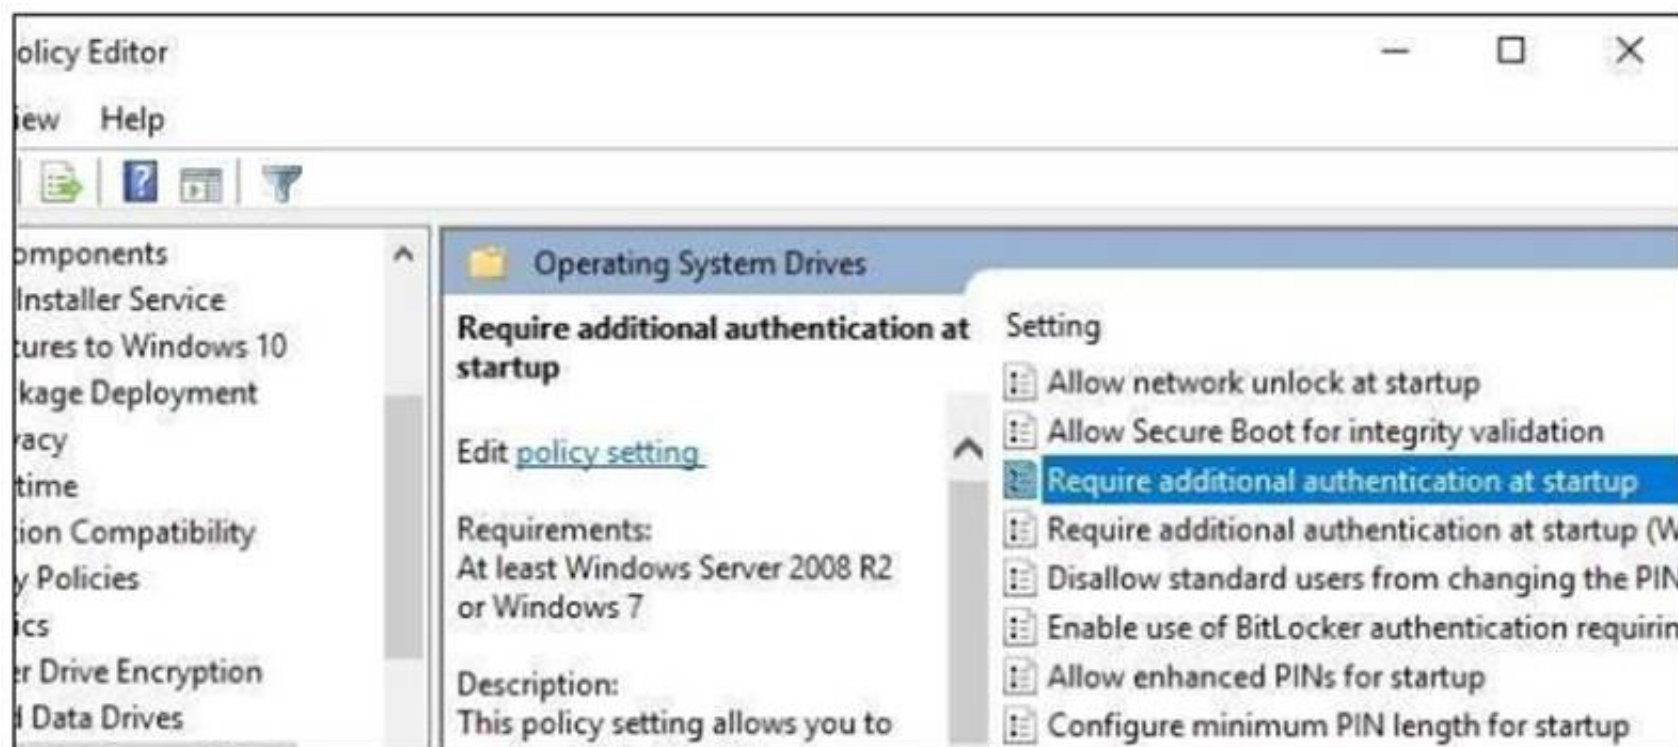 olicy Editor
iew Help
omponents
Installer Service
tures to Windows 10
kage Deployment
acy
time
ion Compatibility
y Policies
ics
er Drive Encryption
d Data Drives
Operating System Drives
Require additional authentication at
startup
Edit policy setting
Requirements:
At least Windows Server 2008 R2
or Windows 7
Description:
This policy setting allows you to
Setting
Allow network unlock at startup
Allow Secure Boot for integrity validation
Require additional authentication at startup
Require additional authentication at startup (W
Disallow standard users from changing the PIN
Enable use of BitLocker authentication requirin
Allow enhanced PINs for startup
Configure minimum PIN length for startup